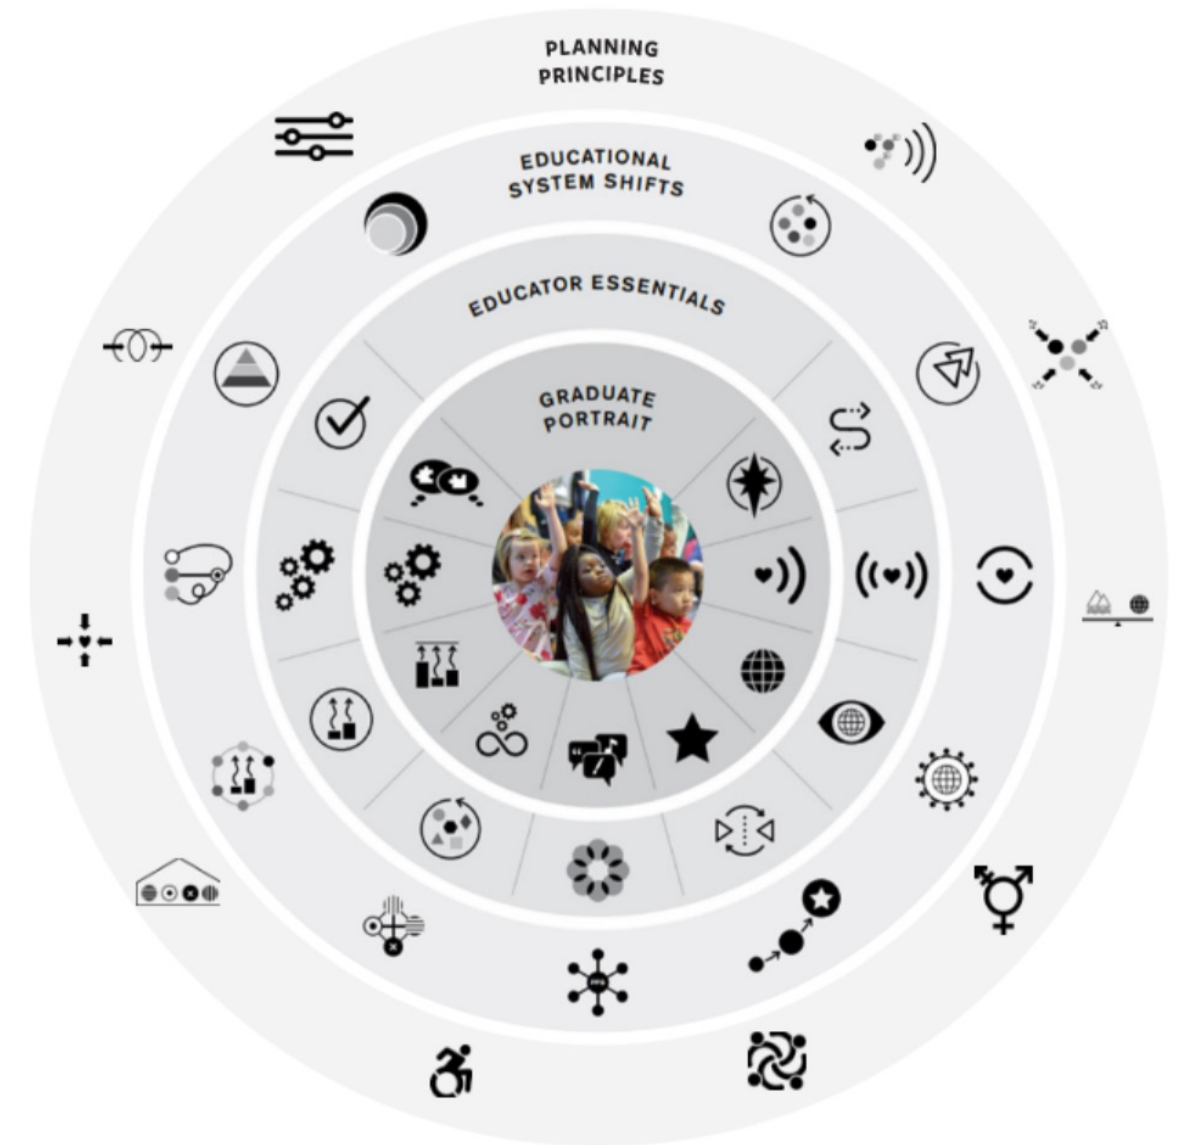 PLANNING
PRINCIPLES
EDUCATIONAL
SYSTEM SHIFTS
EDUCATOR ESSENTIALS
GRADUATE
PORTRAIT